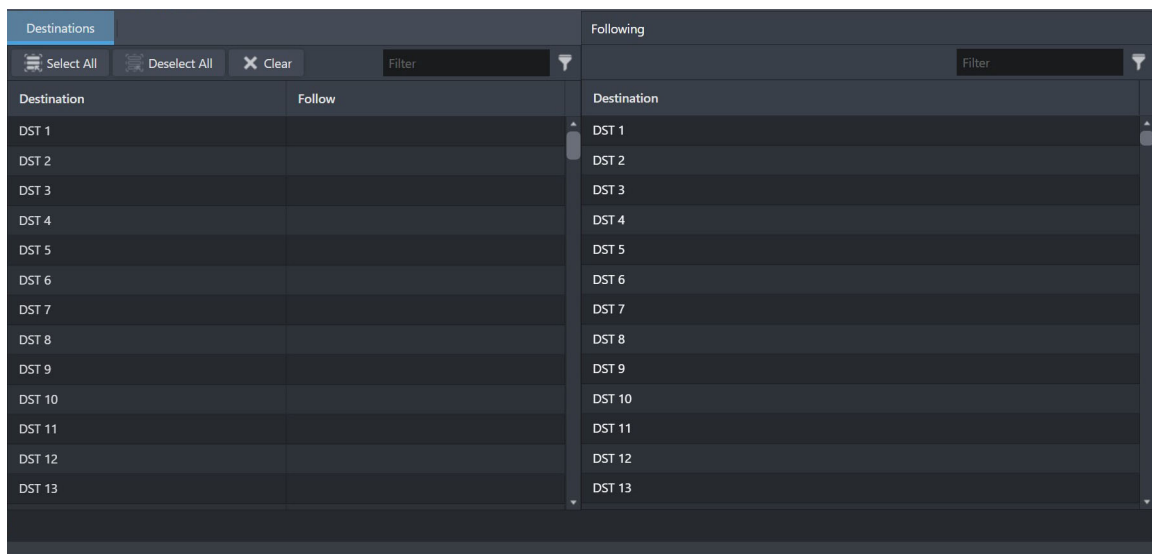 Destinations
Following
Select All Deselect All Clear Filter
Filter
Destination Follow
Destination
DST 1
DST 2
DST 3
DST 4
DST 5
DST 6
DST 7
DST 8
DST 9
DST 10
DST 11
DST 12
DST 13
DST 1
DST 2
DST 3
DST 4
DST 5
DST 6
DST 7
DST 8
DST 9
DST 10
DST 11
DST 12
DST 13